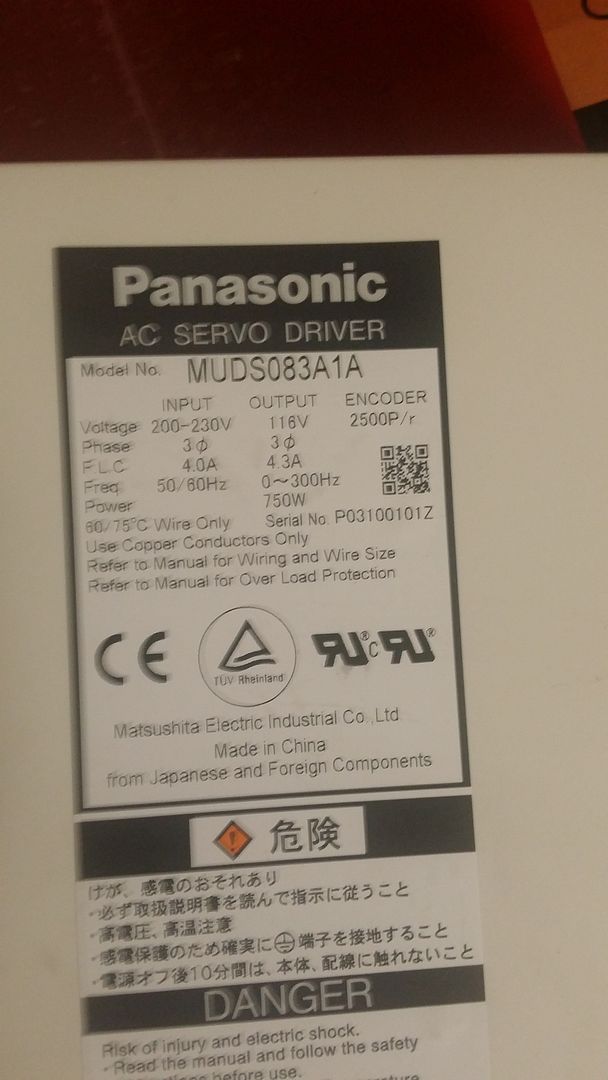 Panasonic
AC SERVO DRIVER
Model No. MUDS083A1A
INPUT OUTPUT ENCODER
Voltage 200-230V 116V 2500P/r
Phase 3φ 3φ
F.L.C 4.0A 4.3A
Freq. 50/60Hz 0～300Hz
Power 750W
60/75°C Wire Only Serial No. P03100101Z
Use Copper Conductors Only
Refer to Manual for Wiring and Wire Size
Refer to Manual for Over Load Protection
CE TÜV Rheinland ® c ®
Matsushita Electric Industrial Co.,Ltd.
Made in China
from Japanese and Foreign Components
危険
けが、感電のおそれあり
・必ず取扱説明書を読んで指示に従うこと
・高電圧、高温注意
・感電保護のため確実に端子を接地すること
・電源オフ後10分間は、本体、配線に触れないこと
DANGER
Risk of injury and electric shock.
・Read the manual and follow the safety
before use.